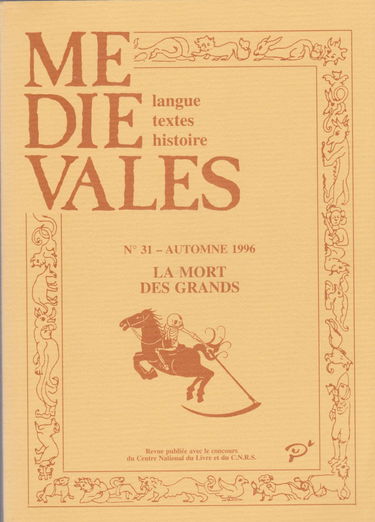 ME
DIE
VALES
langue
textes
histoire
N° 31 – AUTOMNE 1996
LA MORT
DES GRANDS
Revue publiée avec le concours
du Centre National du Livre et du C.N.R.S.